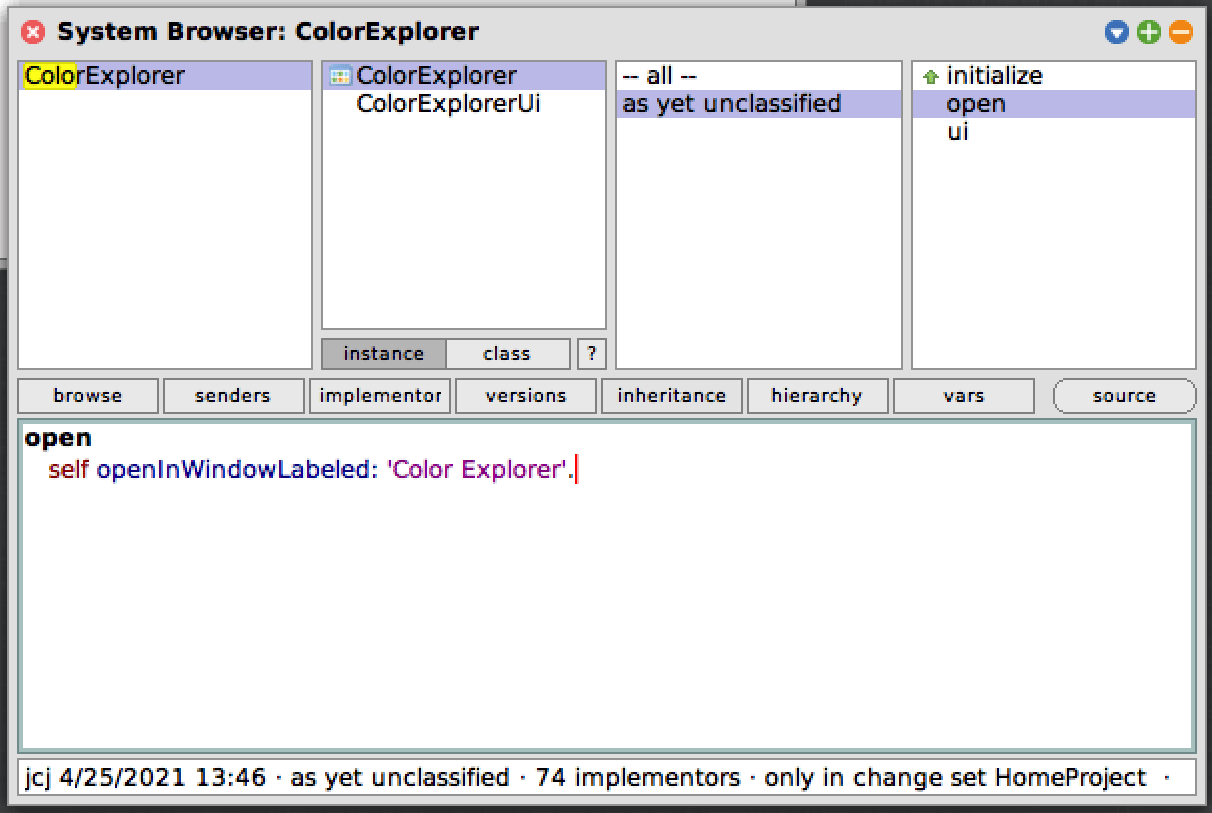 System Browser: ColorExplorer
ColorExplorer
ColorExplorer
ColorExplorerUi
-- all --
as yet unclassified
initialize
open
ui
instance
class
?
browse
senders
implementor
versions
inheritance
hierarchy
vars
source
open
self openInWindowLabeled: 'Color Explorer'.
jcj 4/25/2021 13:46 · as yet unclassified · 74 implementors · only in change set HomeProject ·